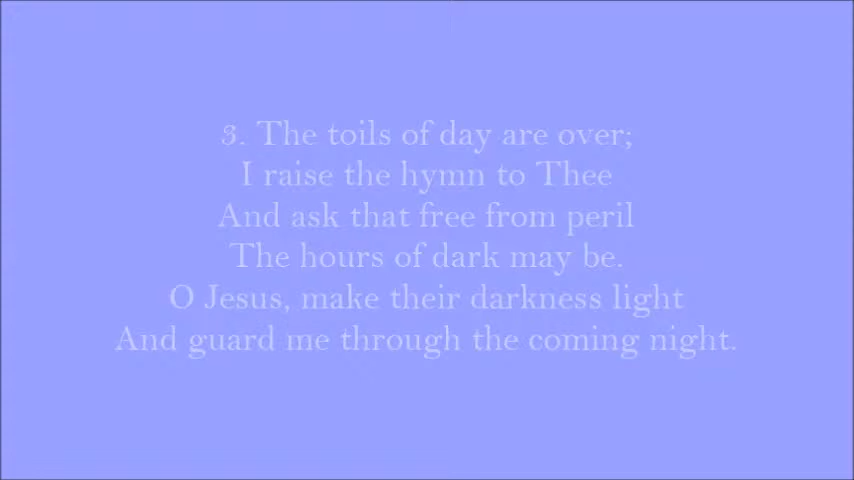 3. The toils of day are over;
I raise the hymn to Thee
And ask that free from peril
The hours of dark may be.
O Jesus, make their darkness light
And guard me through the coming night.